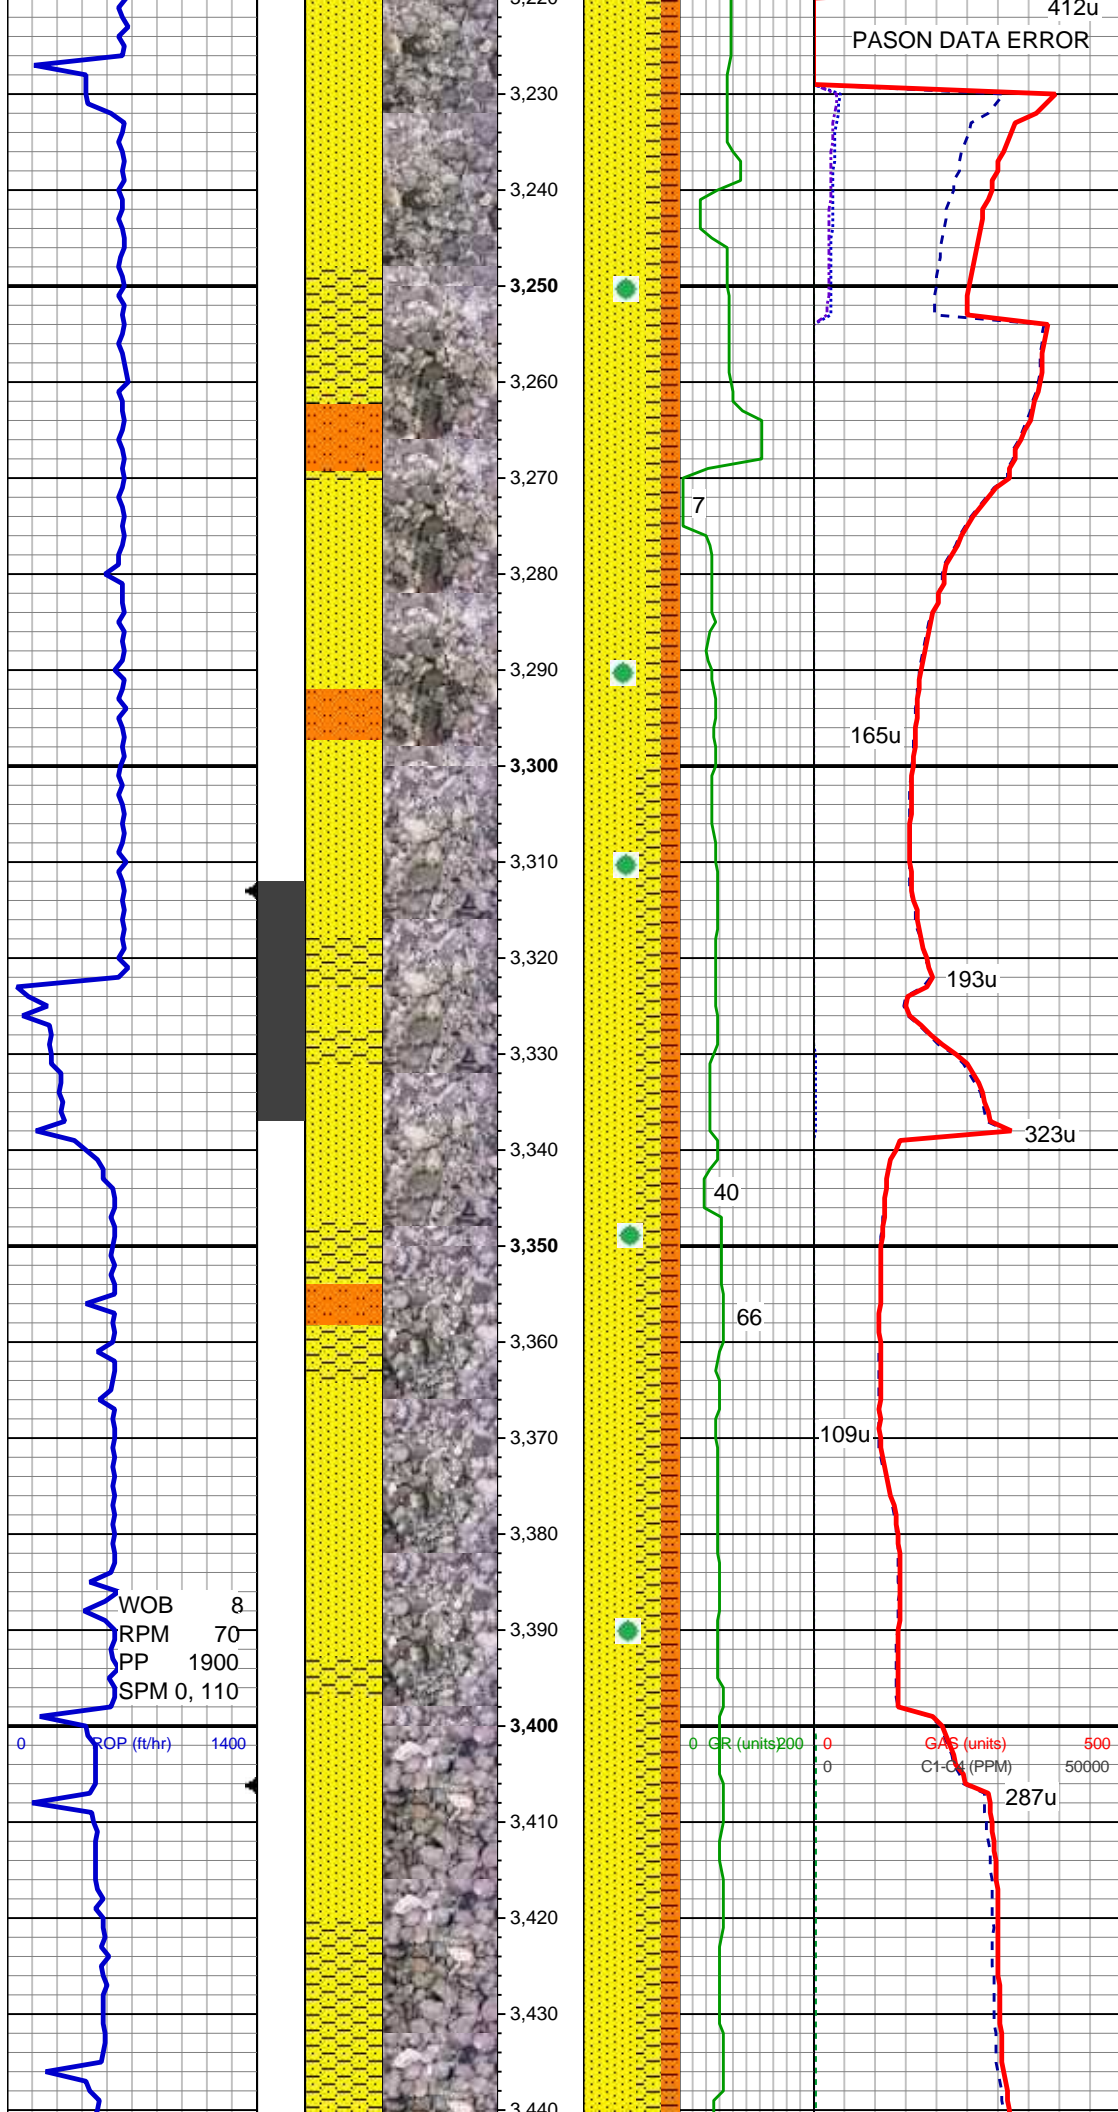 3,220
412u
PASON DATA ERROR
3,230
3,240
3,250
3,260
3,270
7
3,280
3,290
165u
3,300
3,310
3,320
193u
3,330
323u
3,340
40
3,350
66
3,360
3,370
109u
3,380
WOB 8
3,390
RPM 70
PP 1900
SPM 0, 110
3,400
0 ROP (ft/hr) 1400
0 GR (units) 200
0 GAS (units) 500
0 C1-C4 (PPM) 50000
287u
3,410
3,420
3,430
3,440